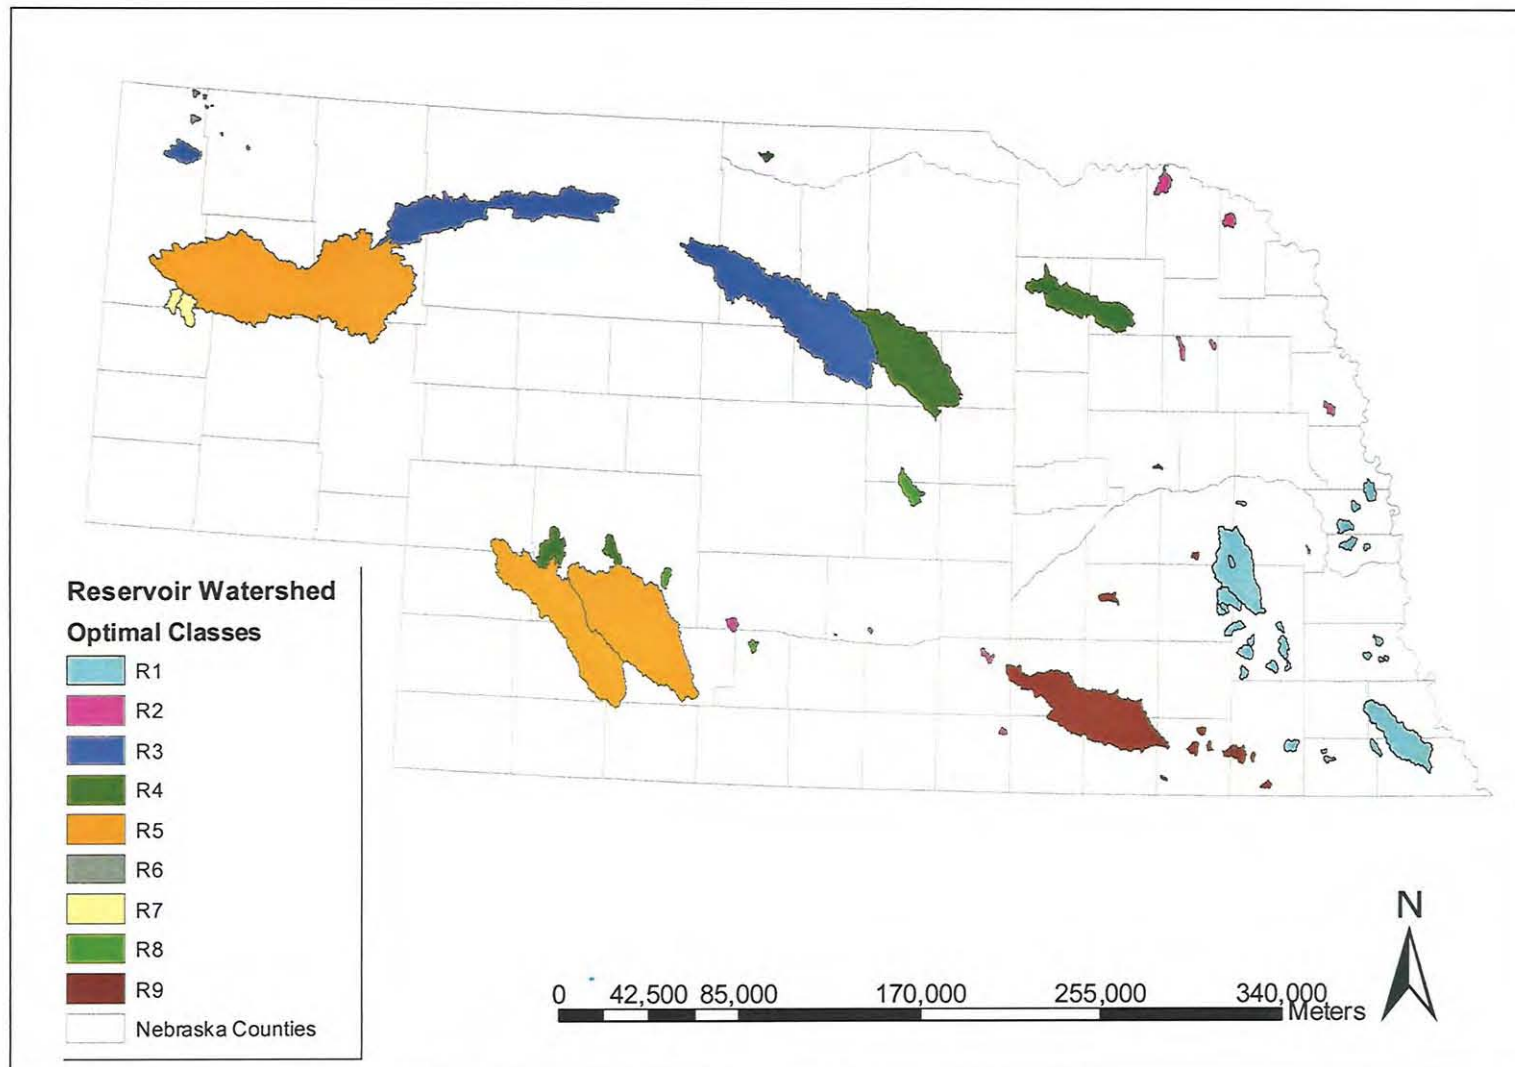 Reservoir Watershed
Optimal Classes
R1
R2
R3
R4
R5
R6
R7
R8
R9
Nebraska Counties
N
0 42,500 85,000 170,000 255,000 340,000
Meters